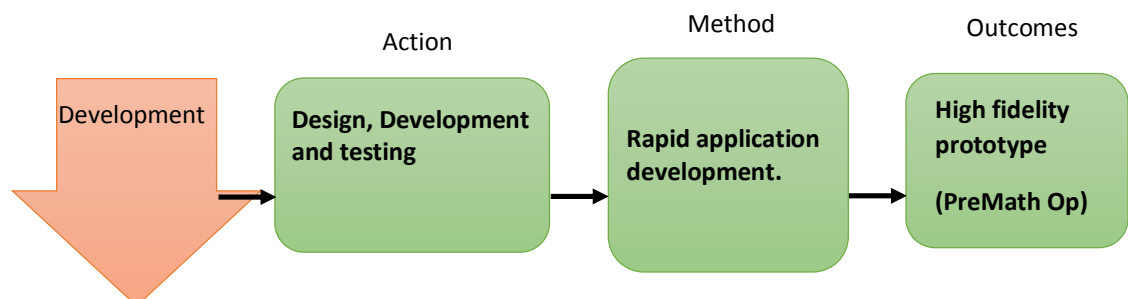 Action
Method
Outcomes
Development
Design, Development
and testing
Rapid application
development.
High fidelity
prototype
(PreMath Op)